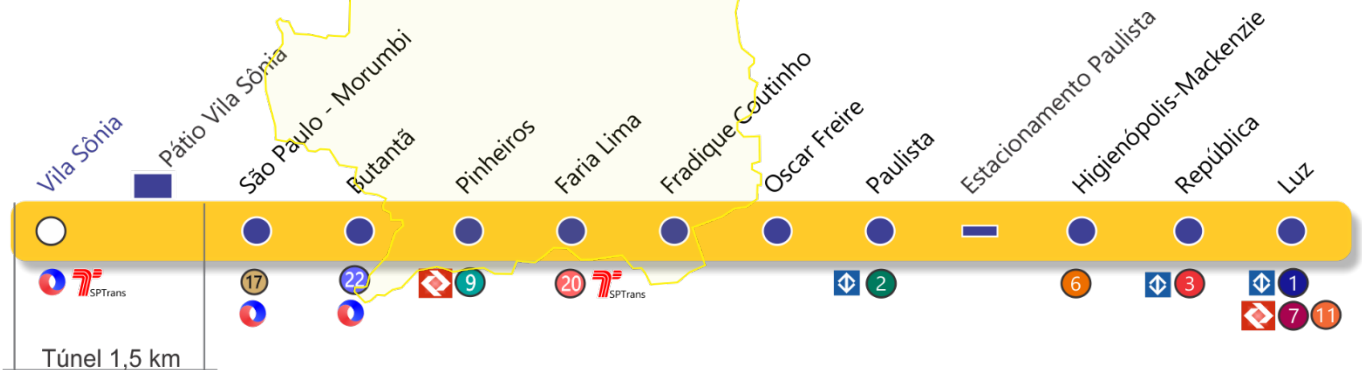 Vila Sônia
Pátio Vila Sônia
São Paulo - Morumbi
Butantã
Pinheiros
Faria Lima
Fradique Coutinho
Oscar Freire
Paulista
Estacionamento Paulista
Higienópolis-Mackenzie
República
Luz
SPTrans
17
22
9
20
SPTrans
2
6
3
1
7
11
Túnel 1,5 km